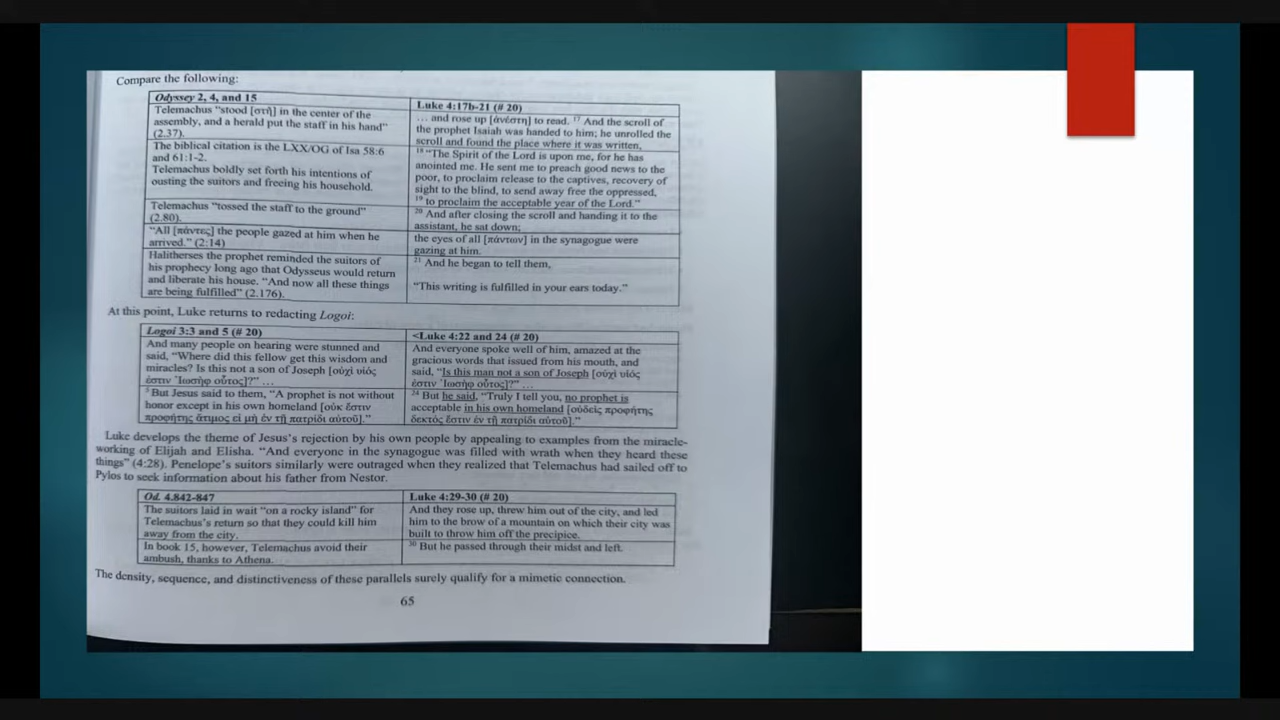 Compare the following:
Odyssey 2, 4, and 15
Telemachus “stood [στῆ] in the center of the
assembly, and a herald put the staff in his hand”
(2.37).
The biblical citation is the LXX/OG of Isa 58:6
and 61:1-2.
Telemachus boldly set forth his intentions of
ousting the suitors and freeing his household.
Telemachus “tossed the staff to the ground”
(2.80).
“All [πάντες] the people gazed at him when he
arrived.” (2:14)
Halitherses the prophet reminded the suitors of
his prophecy long ago that Odysseus would return
and liberate his house. “And now all these things
are being fulfilled” (2.176).
Luke 4:17b-21 (# 20)
… and rose up [ἀνέστη] to read. 17 And the scroll of
the prophet Isaiah was handed to him; he unrolled the
scroll and found the place where it was written,
18 “The Spirit of the Lord is upon me, for he has
anointed me. He sent me to preach good news to the
poor, to proclaim release to the captives, recovery of
sight to the blind, to send away free the oppressed,
19 to proclaim the acceptable year of the Lord.”
20 And after closing the scroll and handing it to the
assistant, he sat down;
the eyes of all [πάντων] in the synagogue were
gazing at him.
21 And he began to tell them,
“This writing is fulfilled in your ears today.”
At this point, Luke returns to redacting Logoi:
Logoi 3:3 and 5 (# 20)
And many people on hearing were stunned and
said, “Where did this fellow get this wisdom and
miracles? Is this not a son of Joseph [οὐχὶ υἱός
ἐστιν Ἰωσὴφ οὗτος]?” …
5 But Jesus said to them, “A prophet is not without
honor except in his own homeland [οὐκ ἔστιν
προφήτης ἄτιμος εἰ μὴ ἐν τῇ πατρίδι αὐτοῦ].”
<Luke 4:22 and 24 (# 20)
And everyone spoke well of him, amazed at the
gracious words that issued from his mouth, and
said, “Is this man not a son of Joseph [οὐχὶ υἱός
ἐστιν Ἰωσὴφ οὗτος]?” …
24 But he said, “Truly I tell you, no prophet is
acceptable in his own homeland [οὐδεὶς προφήτης
δεκτός ἐστιν ἐν τῇ πατρίδι αὐτοῦ].”
Luke develops the theme of Jesus’s rejection by his own people by appealing to examples from the miracle-
working of Elijah and Elisha. “And everyone in the synagogue was filled with wrath when they heard these
things” (4:28). Penelope’s suitors similarly were outraged when they realized that Telemachus had sailed off to
Pylos to seek information about his father from Nestor.
Od. 4.842-847
The suitors laid in wait “on a rocky island” for
Telemachus’s return so that they could kill him
away from the city.
In book 15, however, Telemachus avoid their
ambush, thanks to Athena.
Luke 4:29-30 (# 20)
And they rose up, threw him out of the city, and led
him to the brow of a mountain on which their city was
built to throw him off the precipice.
30 But he passed through their midst and left.
The density, sequence, and distinctiveness of these parallels surely qualify for a mimetic connection.
65